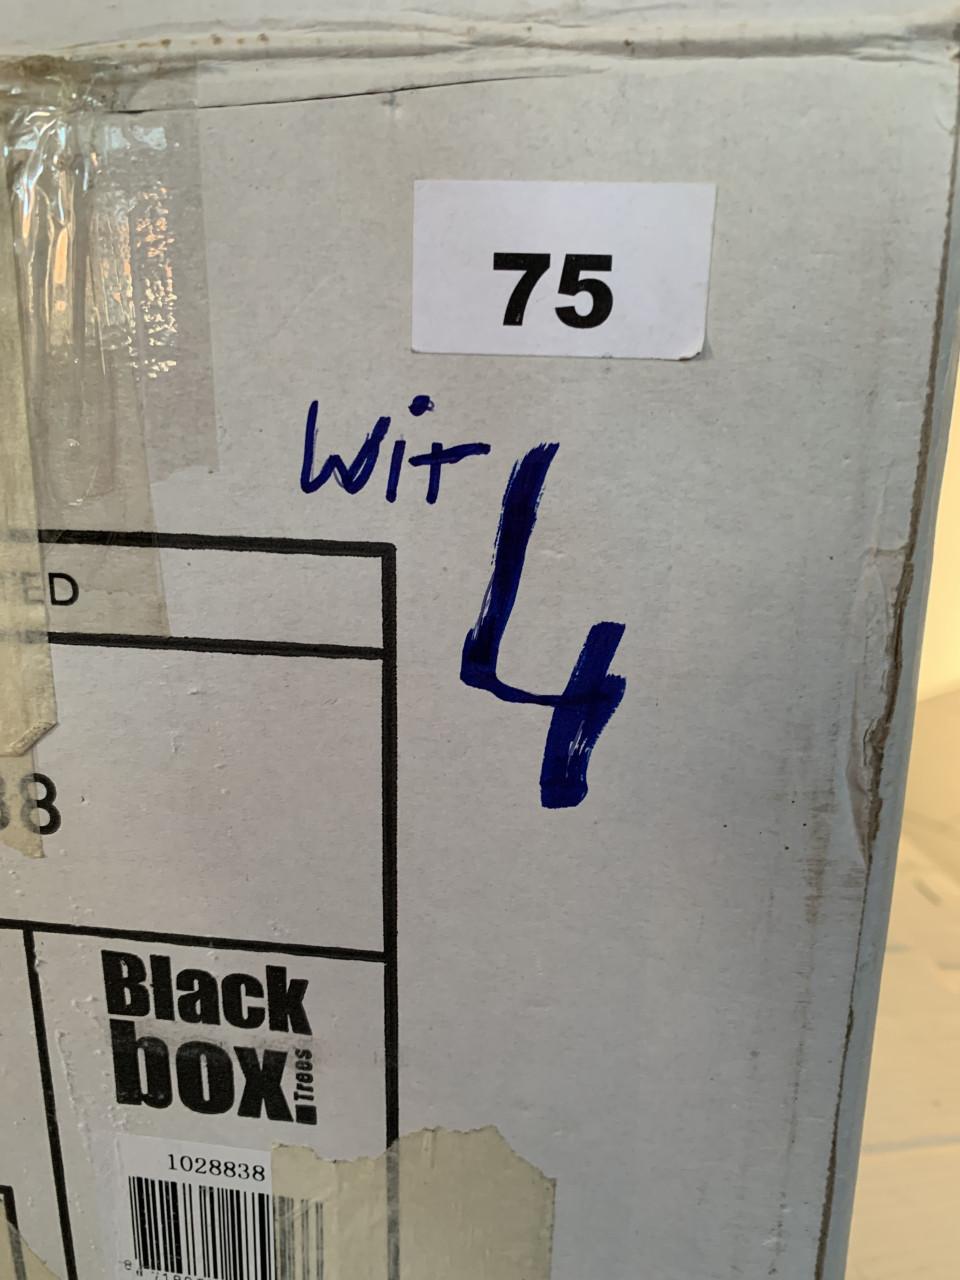 75
wit
4
ED
38
Black
box!
Trees
1028838